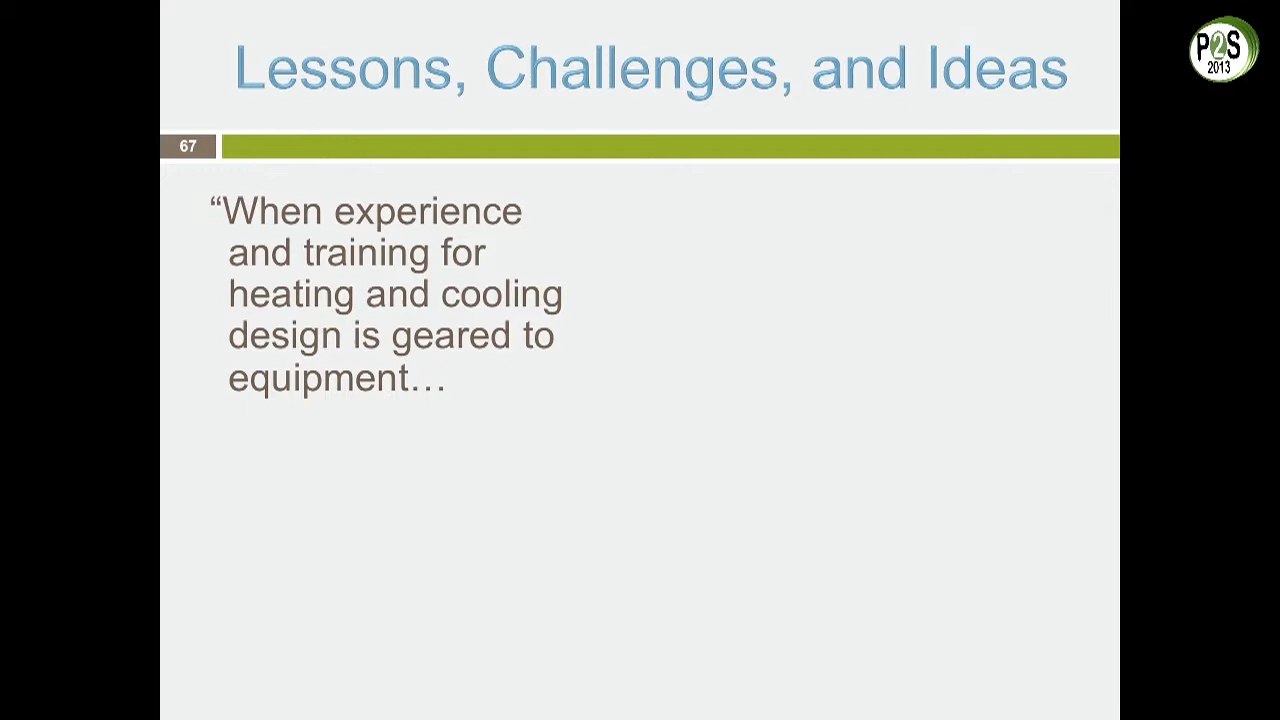 Lessons, Challenges, and Ideas
P2S
2013
67
“When experience
and training for
heating and cooling
design is geared to
equipment…